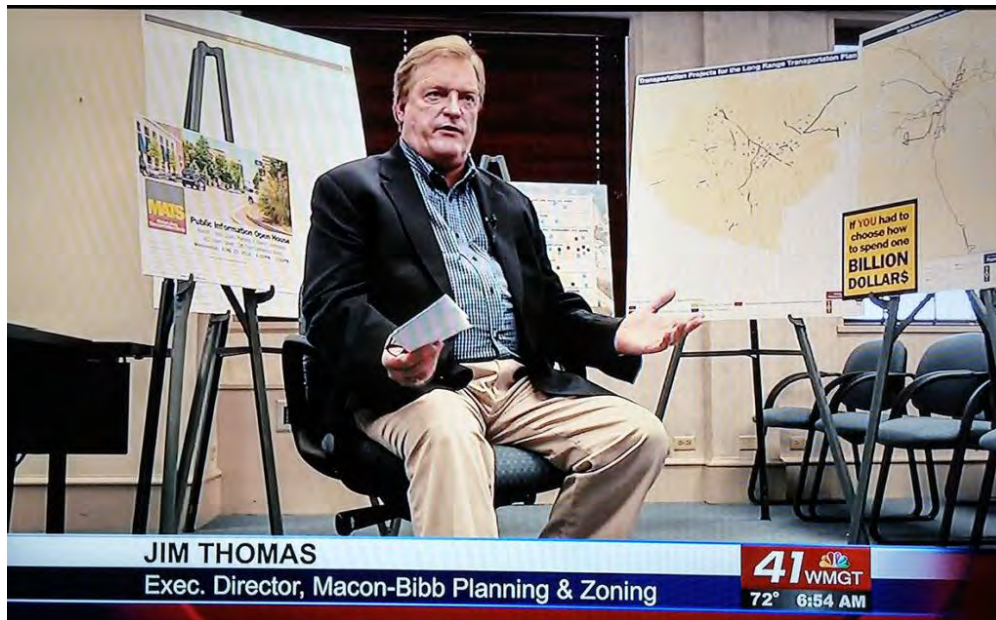 MATS
Public Information Open House
Transportation Projects for the Long Range Transportaton Plan
If YOU had to
choose how
to spend one
BILLION
DOLLAR$
JIM THOMAS
Exec. Director, Macon-Bibb Planning & Zoning
41
WMGT
72° 6:54 AM